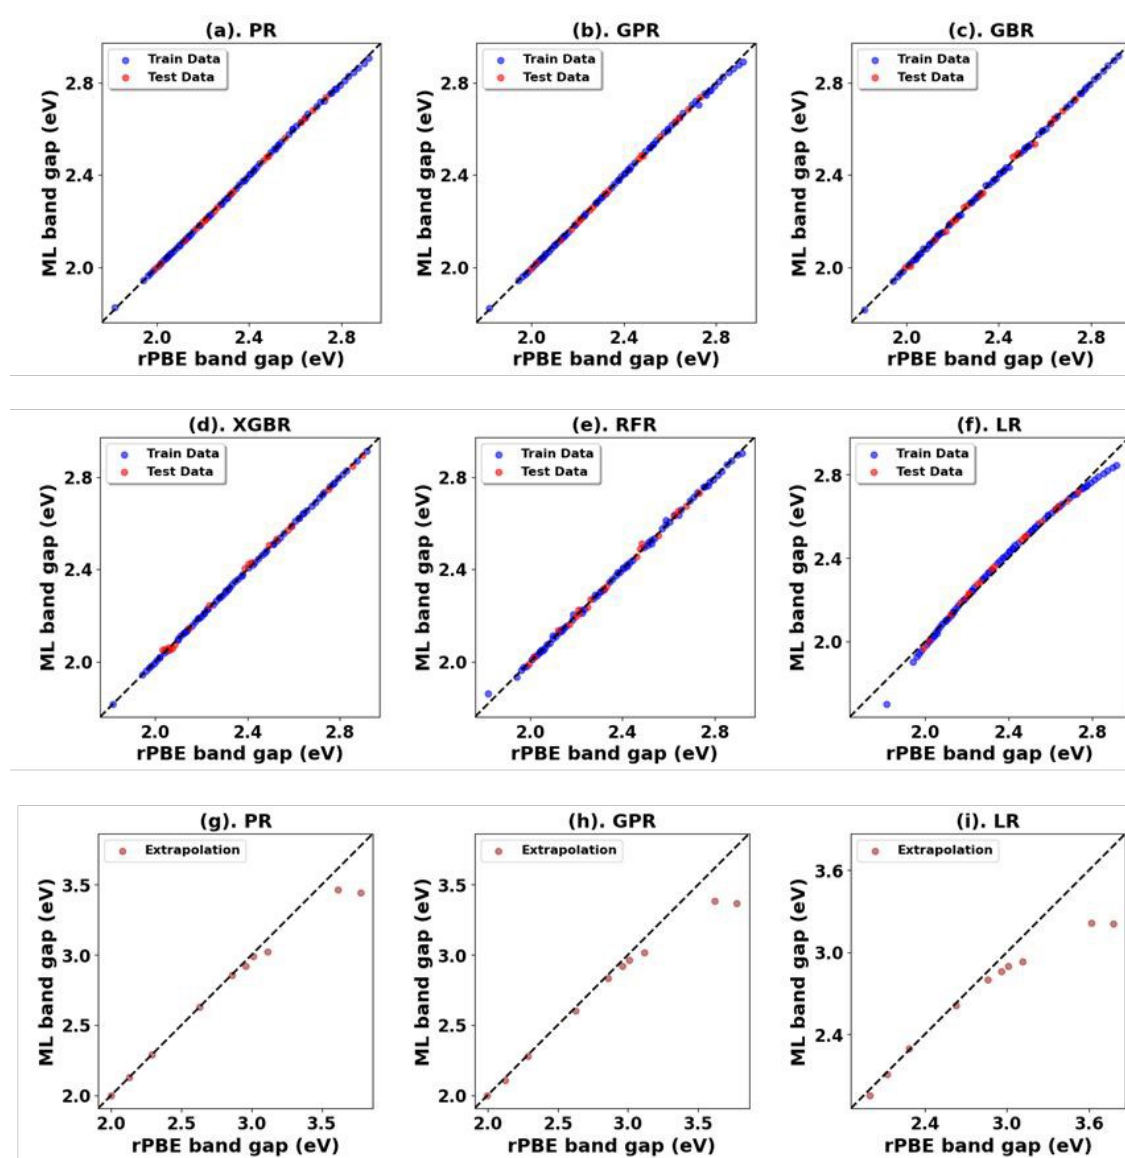 (a). PR
(b). GPR
(c). GBR
Train Data
Test Data
Train Data
Test Data
Train Data
Test Data
ML band gap (eV)
2.8
2.4
2.0
ML band gap (eV)
2.8
2.4
2.0
ML band gap (eV)
2.8
2.4
2.0
2.0 2.4 2.8
2.0 2.4 2.8
2.0 2.4 2.8
rPBE band gap (eV)
rPBE band gap (eV)
rPBE band gap (eV)
(d). XGBR
(e). RFR
(f). LR
Train Data
Test Data
Train Data
Test Data
Train Data
Test Data
ML band gap (eV)
2.8
2.4
2.0
ML band gap (eV)
2.8
2.4
2.0
ML band gap (eV)
2.8
2.4
2.0
2.0 2.4 2.8
2.0 2.4 2.8
2.0 2.4 2.8
rPBE band gap (eV)
rPBE band gap (eV)
rPBE band gap (eV)
(g). PR
(h). GPR
(i). LR
Extrapolation
Extrapolation
Extrapolation
ML band gap (eV)
3.5
3.0
2.5
2.0
ML band gap (eV)
3.5
3.0
2.5
2.0
ML band gap (eV)
3.6
3.0
2.4
2.0 2.5 3.0 3.5
2.0 2.5 3.0 3.5
2.4 3.0 3.6
rPBE band gap (eV)
rPBE band gap (eV)
rPBE band gap (eV)